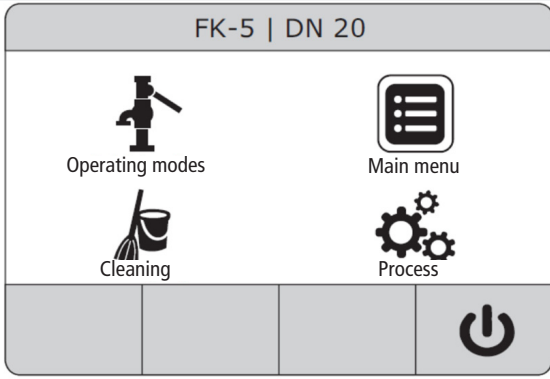 FK-5 | DN 20
Operating modes
Main menu
Cleaning
Process